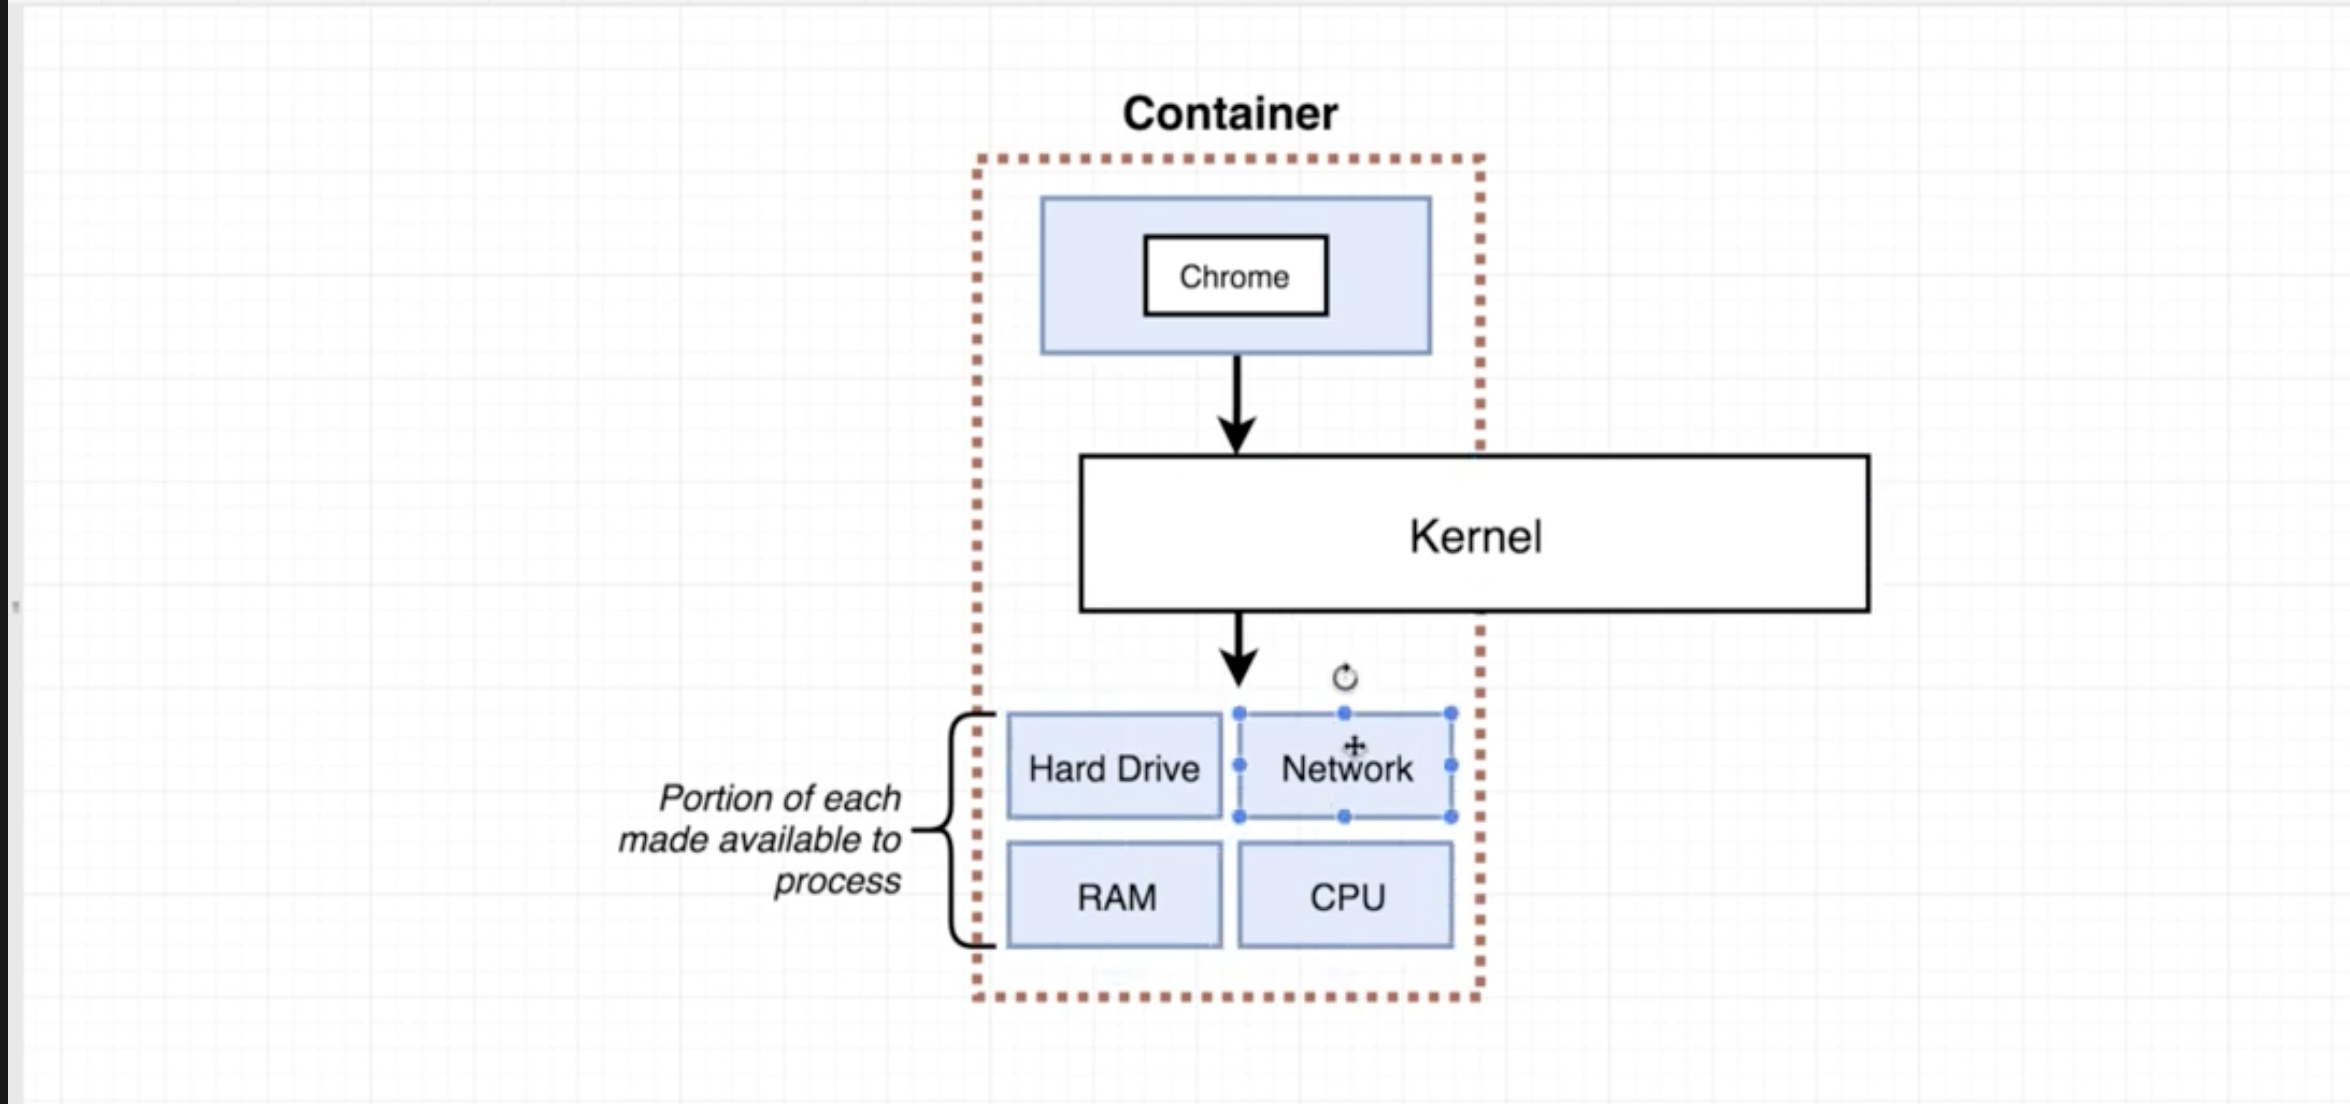 Container
Chrome
Kernel
Hard Drive
Network
Portion of each
made available to
process
RAM
CPU